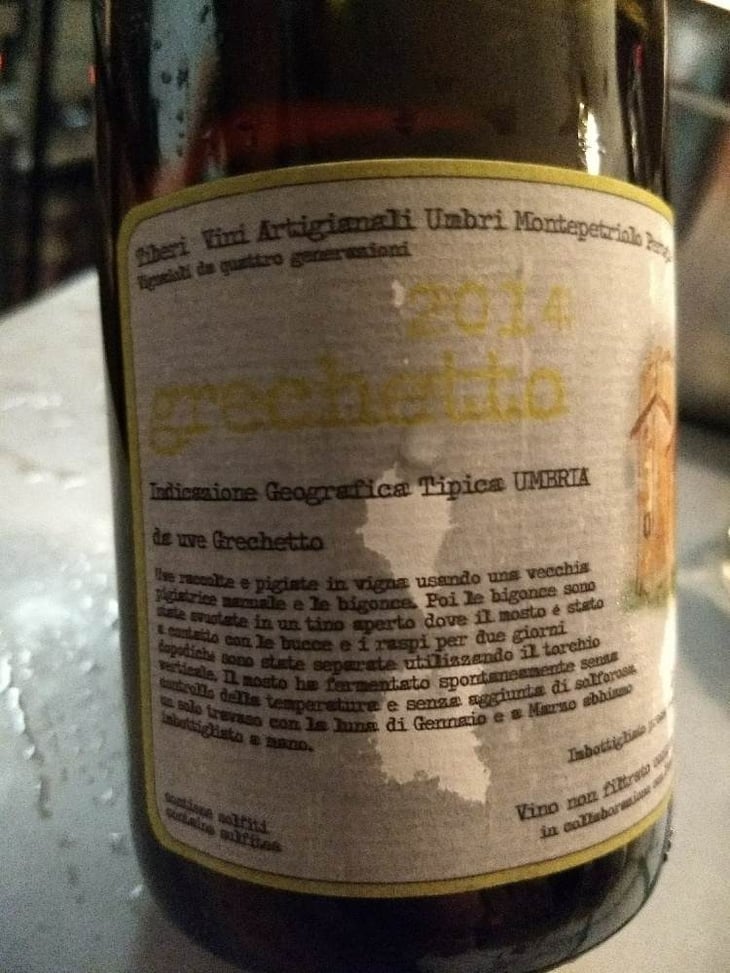 Tiberi Vini Artigianali Umbri Montepetriolo
Vignaioli da quattro generazioni
2014
grechetto
Indicazione Geografica Tipica UMBRIA
da uve Grechetto
Uve raccolte e pigiate in vigna usando una vecchia
pigiatrice manuale e le bigonce. Poi le bigonce sono
state svuotate in un tino aperto dove il mosto é stato
a contatto con le bucce e i raspi per due giorni
dopodiche sono state separate utilizzando il torchio
verticale. Il mosto ha fermentato spontaneamente senza
controllo della temperatura e senza aggiunta di solforosa
un solo travaso con la luna di Gennaio e a Marzo abbiamo
imbottigliato a mano.
Imbottigliato
Vino non filtrato
in collaborazione
contiene solfiti
contains sulfites